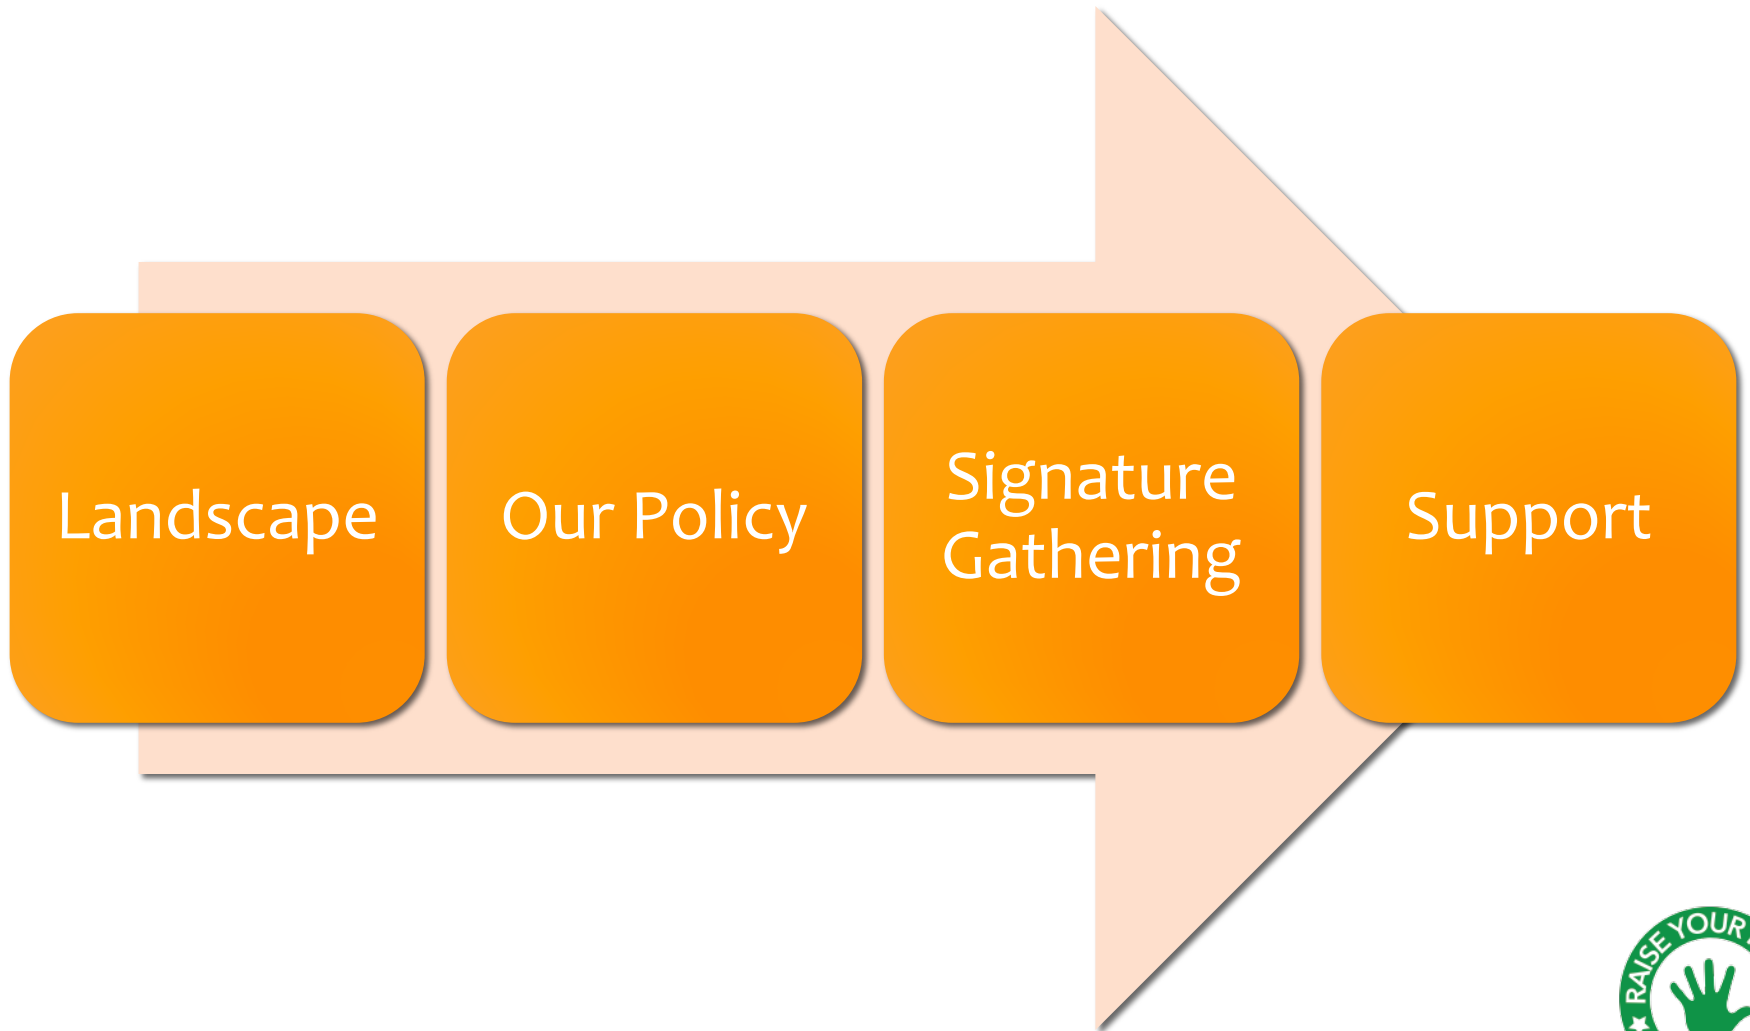 Landscape
Our Policy
Signature
Gathering
Support
RAISE YOUR